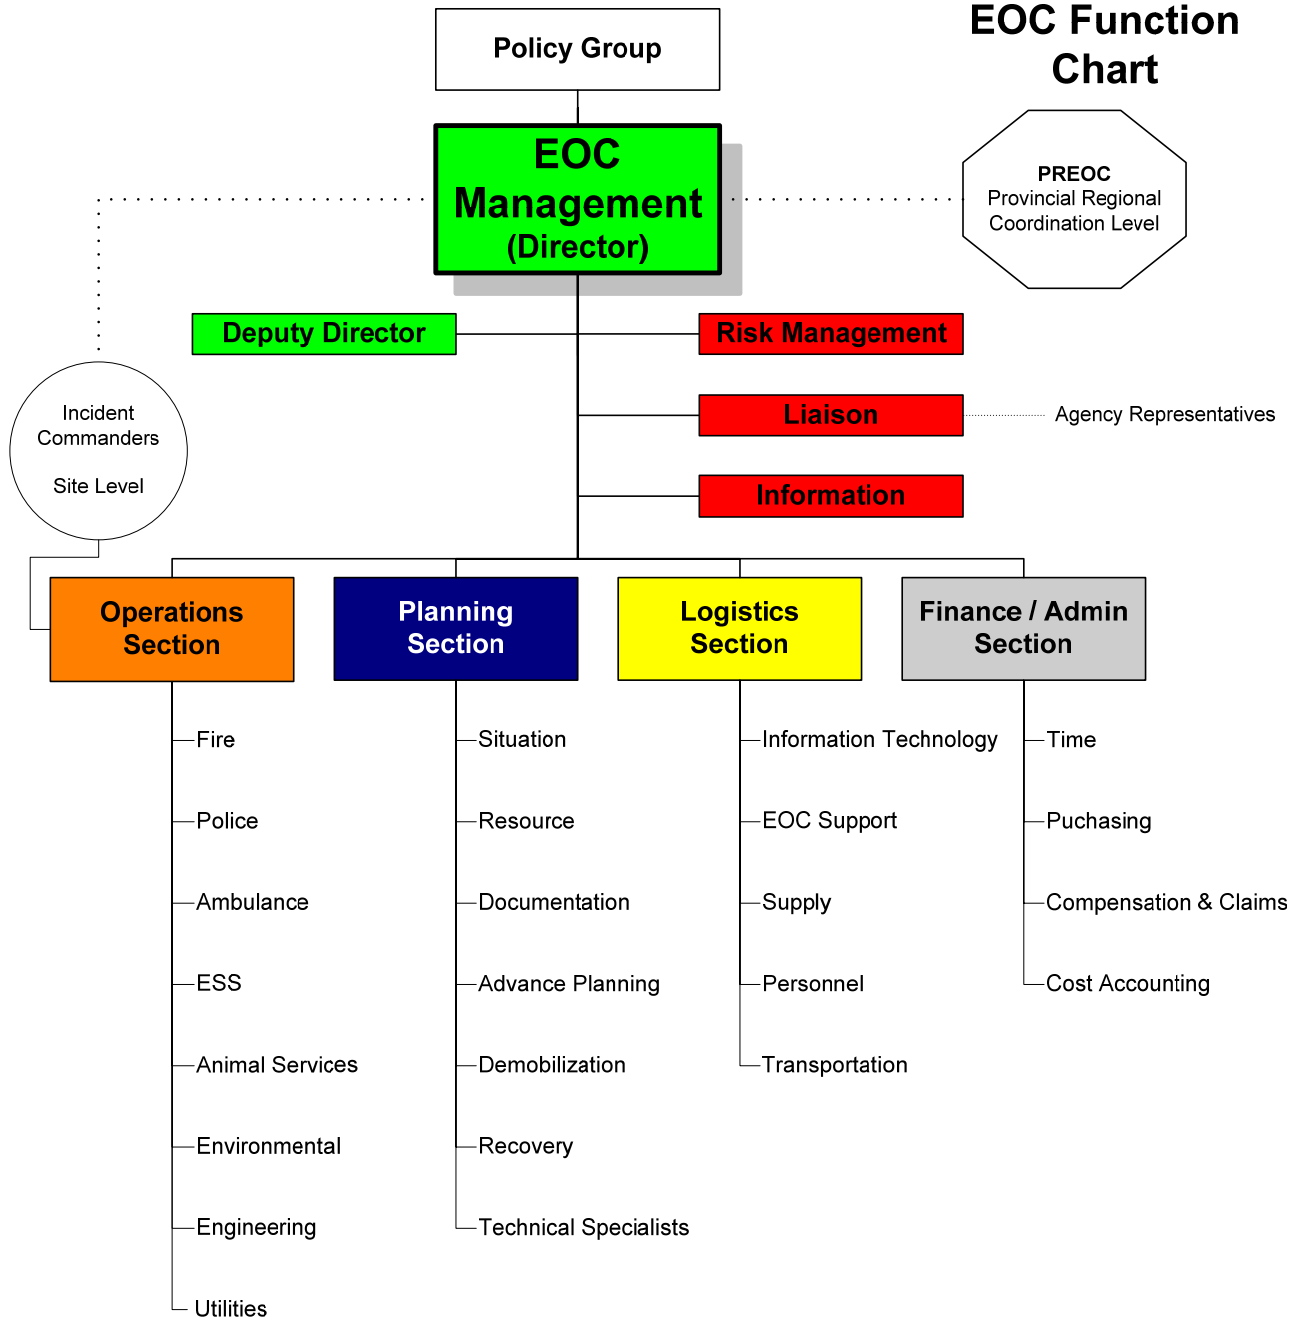 EOC Function
Chart
Policy Group
EOC
Management
(Director)
PREOC
Provincial Regional
Coordination Level
Deputy Director
Risk Management
Incident
Commanders
Site Level
Liaison
Agency Representatives
Information
Operations
Section
Planning
Section
Logistics
Section
Finance / Admin
Section
Fire
Police
Ambulance
ESS
Animal Services
Environmental
Engineering
Utilities
Situation
Resource
Documentation
Advance Planning
Demobilization
Recovery
Technical Specialists
Information Technology
EOC Support
Supply
Personnel
Transportation
Time
Puchasing
Compensation & Claims
Cost Accounting